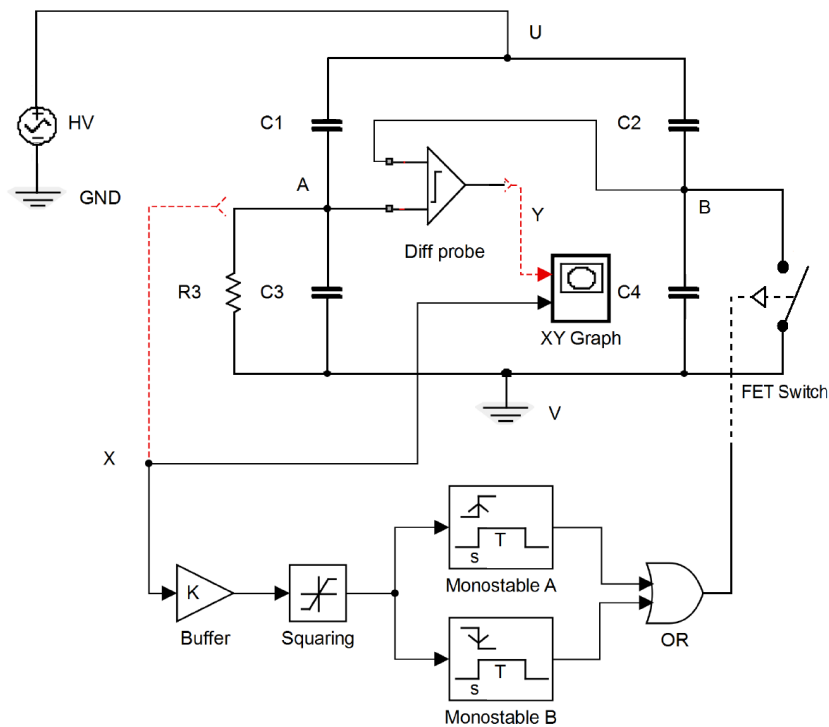 U
HV
C1
C2
A
GND
B
Y
Diff probe
R3
C3
C4
XY Graph
FET Switch
V
X
T
s
Monostable A
K
Buffer
Squaring
OR
T
s
Monostable B